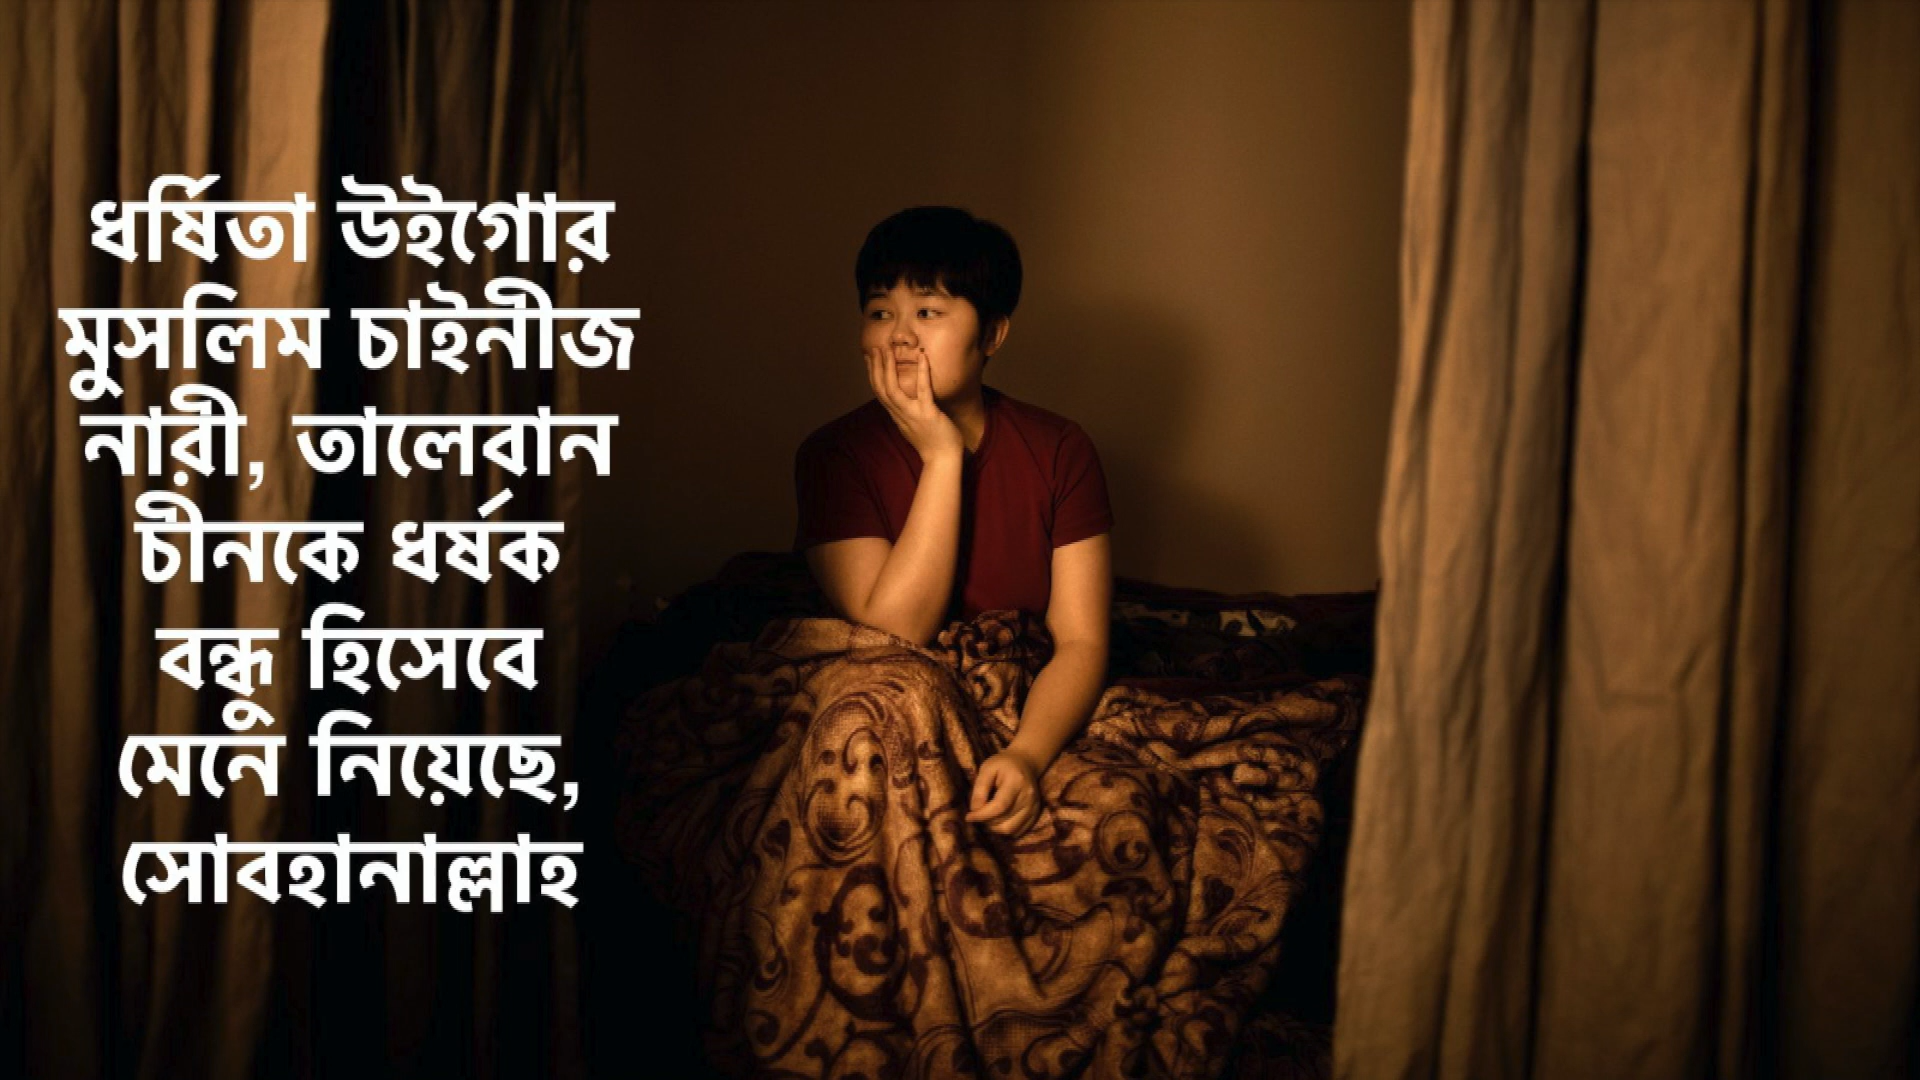 ধর্ষিতা উইগোর
মুসলিম চাইনীজ
নারী, তালেবান
চীনকে ধর্ষক
বন্ধু হিসেবে
মেনে নিয়েছে,
সোবহানাল্লাহ